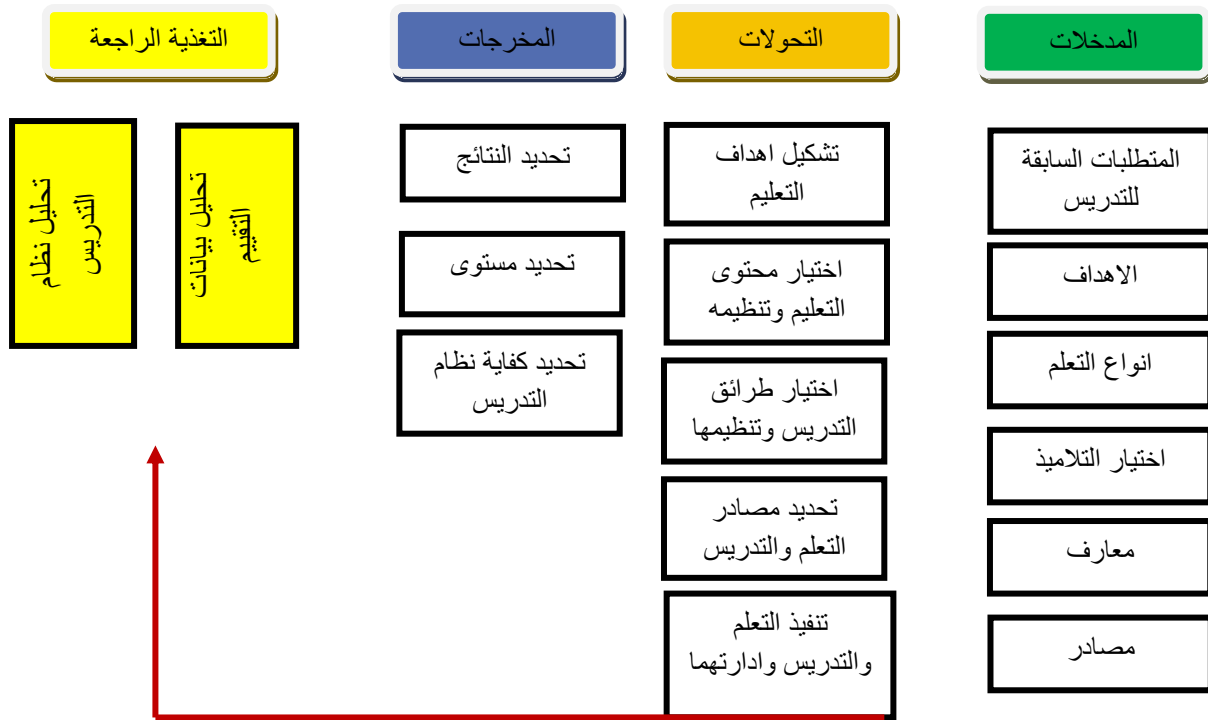 المدخلات
التحولات
المخرجات
التغذية الراجعة
المتطلبات السابقة
للتدريس
الاهداف
انواع التعلم
اختيار التلاميذ
معارف
مصادر
تشكيل اهداف
التعليم
اختيار محتوى
التعليم وتنظيمه
اختيار طرائق
التدريس وتنظيمها
تحديد مصادر
التعلم والتدريس
تنفيذ التعلم
والتدريس وادارتهما
تحديد النتائج
تحديد مستوى
تحديد كفاية نظام
التدريس
تحليل بيانات
التقييم
تحليل نظام
التدريس